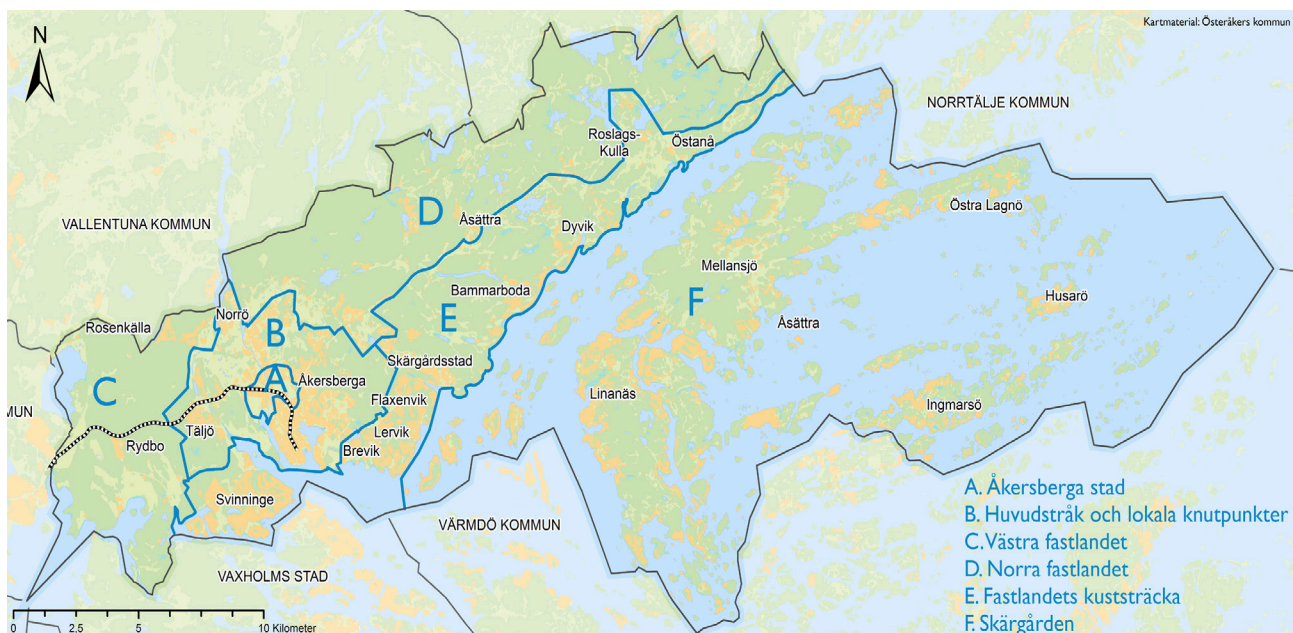 Kartmaterial: Österåkers kommun
N
NORRTÄLJE KOMMUN
Roslags-
Kulla
Östanå
VALLENTUNA KOMMUN
D
Åsättra
Dyvik
Östra Lagnö
Mellansjö
Bammarboda
F
Husarö
Åsättra
E
Rosenkälla
Norrö
B
Skärgårdsstad
A
Åkersberga
C
Flaxenvik
Linanäs
Ingmarsö
MUN
Täljö
Lervik
Rydbo
Brevik
Svinninge
VÄRMDÖ KOMMUN
VAXHOLMS STAD
A. Åkersberga stad
B. Huvudstråk och lokala knutpunkter
C. Västra fastlandet
D. Norra fastlandet
E. Fastlandets kuststräcka
F. Skärgården
0 2,5 5 10 Kilometer